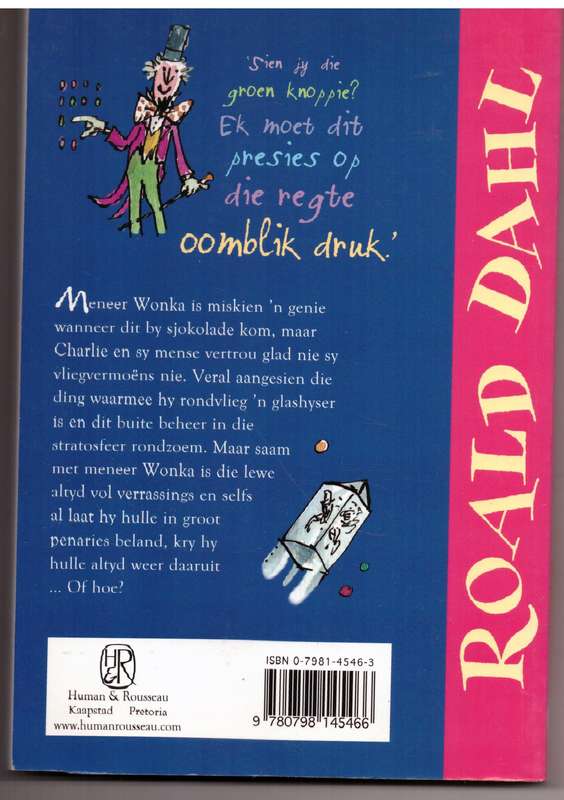 'Sien jy die
groen knoppie?
Ek moet dit
presies op
die regte
oomblik druk.'
Meneer Wonka is miskien 'n genie
wanneer dit by sjokolade kom, maar
Charlie en sy mense vertrou glad nie sy
vliegvermoëns nie. Veral aangesien die
ding waarmee hy rondvlieg 'n glashyser
is en dit buite beheer in die
stratosfeer rondzoem. Maar saam
met meneer Wonka is die lewe
altyd vol verrassings en selfs
al laat hy hulle in groot
penaries beland, kry hy
hulle altyd weer daaruit
... Of hoe?
ROALD DAHL
H&R
Human & Rousseau
Kaapstad Pretoria
www.humanrousseau.com
ISBN 0-7981-4546-3
9 780798 145466